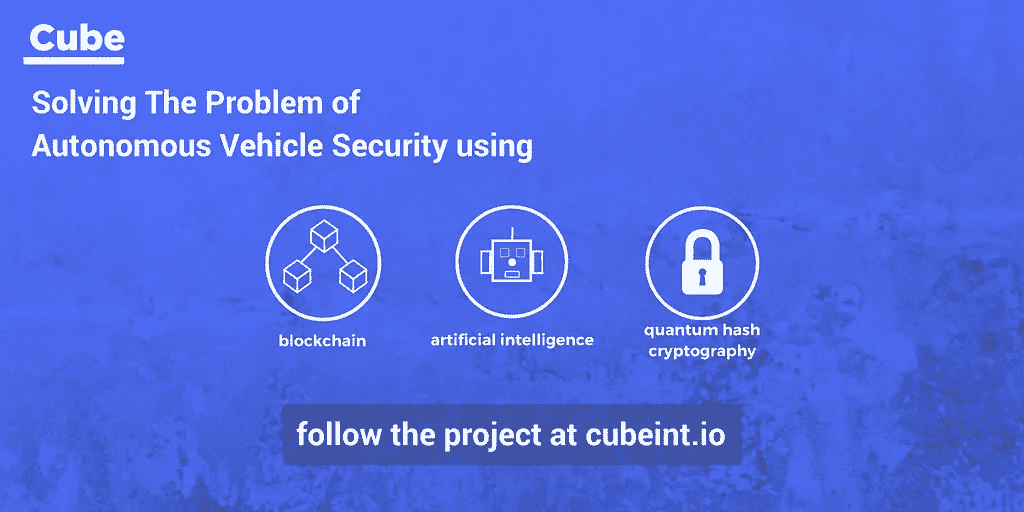 Cube
Solving The Problem of
Autonomous Vehicle Security using
blockchain
artificial intelligence
quantum hash
cryptography
follow the project at cubeint.io